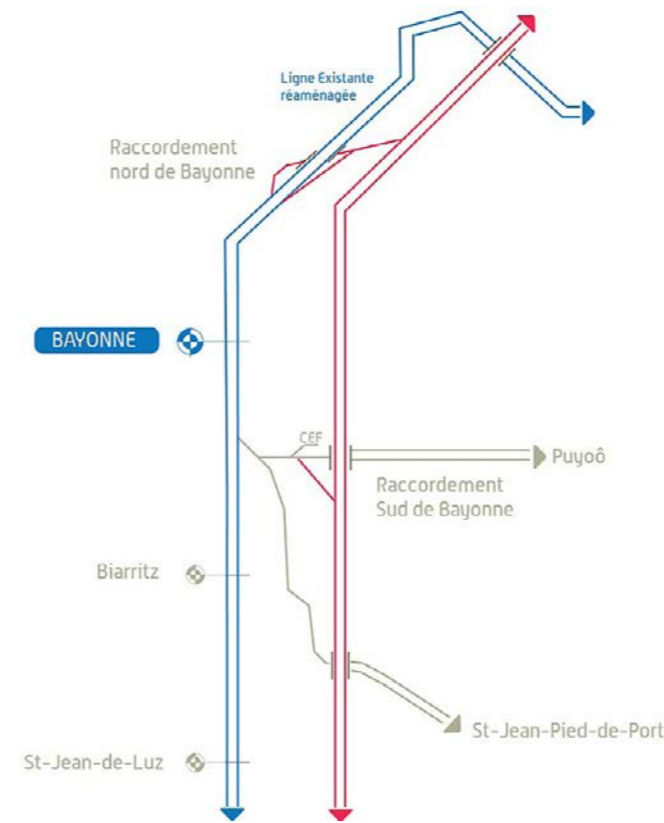 Ligne Existante
réaménagée
Raccordement
nord de Bayonne
BAYONNE
CEF
Puyoô
Raccordement
Sud de Bayonne
Biarritz
St-Jean-Pied-de-Port
St-Jean-de-Luz